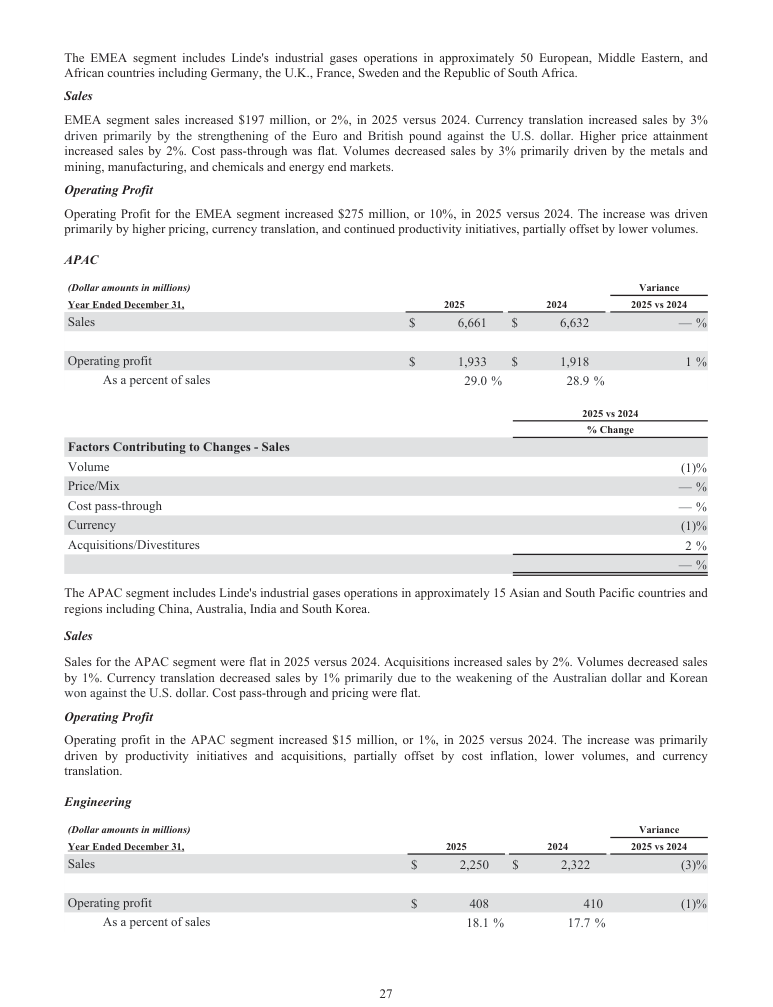 The EMEA segment includes Linde's industrial gases operations in approximately 50 European, Middle Eastern, and
African countries including Germany, the U.K., France, Sweden and the Republic of South Africa.
Sales
EMEA segment sales increased $197 million, or 2%, in 2025 versus 2024. Currency translation increased sales by 3%
driven primarily by the strengthening of the Euro and British pound against the U.S. dollar. Higher price attainment
increased sales by 2%. Cost pass-through was flat. Volumes decreased sales by 3% primarily driven by the metals and
mining, manufacturing, and chemicals and energy end markets.
Operating Profit
Operating Profit for the EMEA segment increased $275 million, or 10%, in 2025 versus 2024. The increase was driven
primarily by higher pricing, currency translation, and continued productivity initiatives, partially offset by lower volumes.
APAC
(Dollar amounts in millions) Variance
Year Ended December 31, 2025 2024 2025 vs 2024
Sales $ 6,661 $ 6,632 — %
Operating profit $ 1,933 $ 1,918 1 %
As a percent of sales 29.0 % 28.9 %
2025 vs 2024
% Change
Factors Contributing to Changes - Sales
Volume (1)%
Price/Mix — %
Cost pass-through — %
Currency (1)%
Acquisitions/Divestitures 2 %
— %
The APAC segment includes Linde's industrial gases operations in approximately 15 Asian and South Pacific countries and
regions including China, Australia, India and South Korea.
Sales
Sales for the APAC segment were flat in 2025 versus 2024. Acquisitions increased sales by 2%. Volumes decreased sales
by 1%. Currency translation decreased sales by 1% primarily due to the weakening of the Australian dollar and Korean
won against the U.S. dollar. Cost pass-through and pricing were flat.
Operating Profit
Operating profit in the APAC segment increased $15 million, or 1%, in 2025 versus 2024. The increase was primarily
driven by productivity initiatives and acquisitions, partially offset by cost inflation, lower volumes, and currency
translation.
Engineering
(Dollar amounts in millions) Variance
Year Ended December 31, 2025 2024 2025 vs 2024
Sales $ 2,250 $ 2,322 (3)%
Operating profit $ 408 410 (1)%
As a percent of sales 18.1 % 17.7 %
27